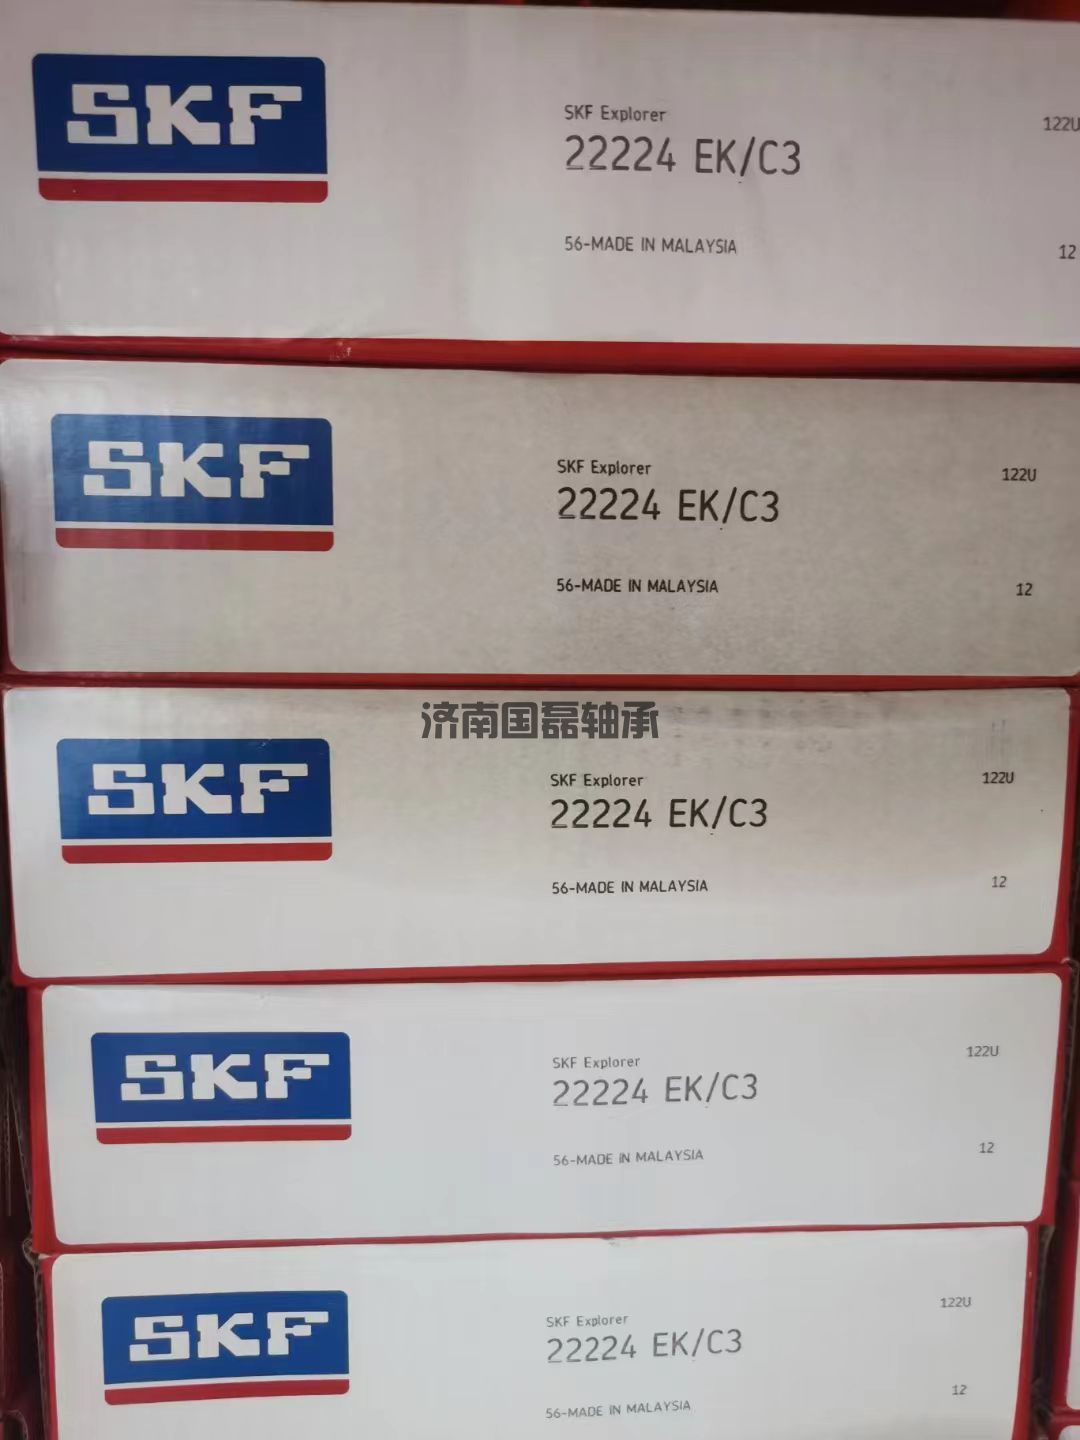 SKF
SKF Explorer
122U
22224 EK/C3
56-MADE IN MALAYSIA
12
SKF
SKF Explorer
122U
22224 EK/C3
56-MADE IN MALAYSIA
12
济南国磊轴承
SKF
SKF Explorer
122U
22224 EK/C3
56-MADE IN MALAYSIA
12
SKF
SKF Explorer
122U
22224 EK/C3
56-MADE IN MALAYSIA
12
SKF
SKF Explorer
122U
22224 EK/C3
56-MADE IN MALAYSIA
12